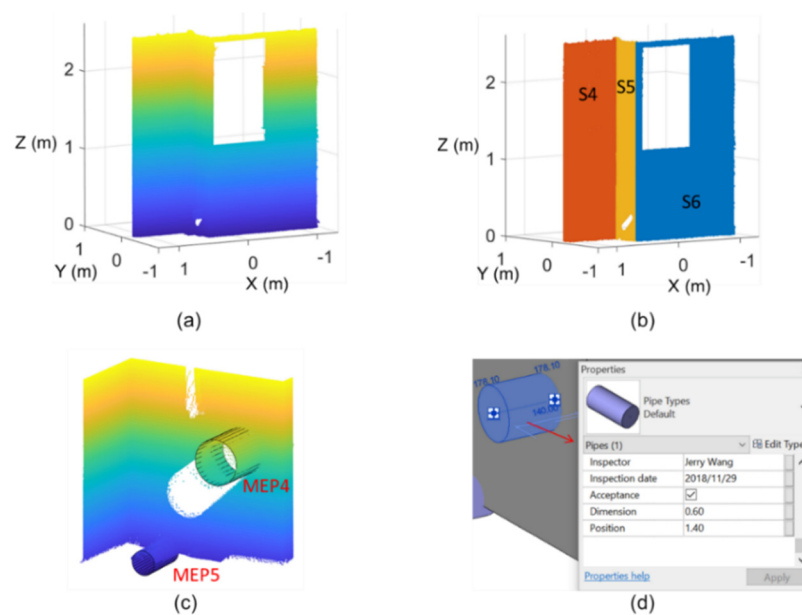 2
Z (m)
1
0
1
0
Y (m)
-1
1
0
X (m)
-1
(a)
2
S4
S5
Z (m)
1
S6
0
1
0
Y (m)
-1
1
0
X (m)
-1
(b)
MEP4
MEP5
(c)
178.10
178.10
140.00
Properties
Pipe Types
Default
Pipes (1)
Edit Type
Inspector Jerry Wang
Inspection date 2018/11/29
Acceptance
Dimension 0.60
Position 1.40
Properties help
Apply
(d)